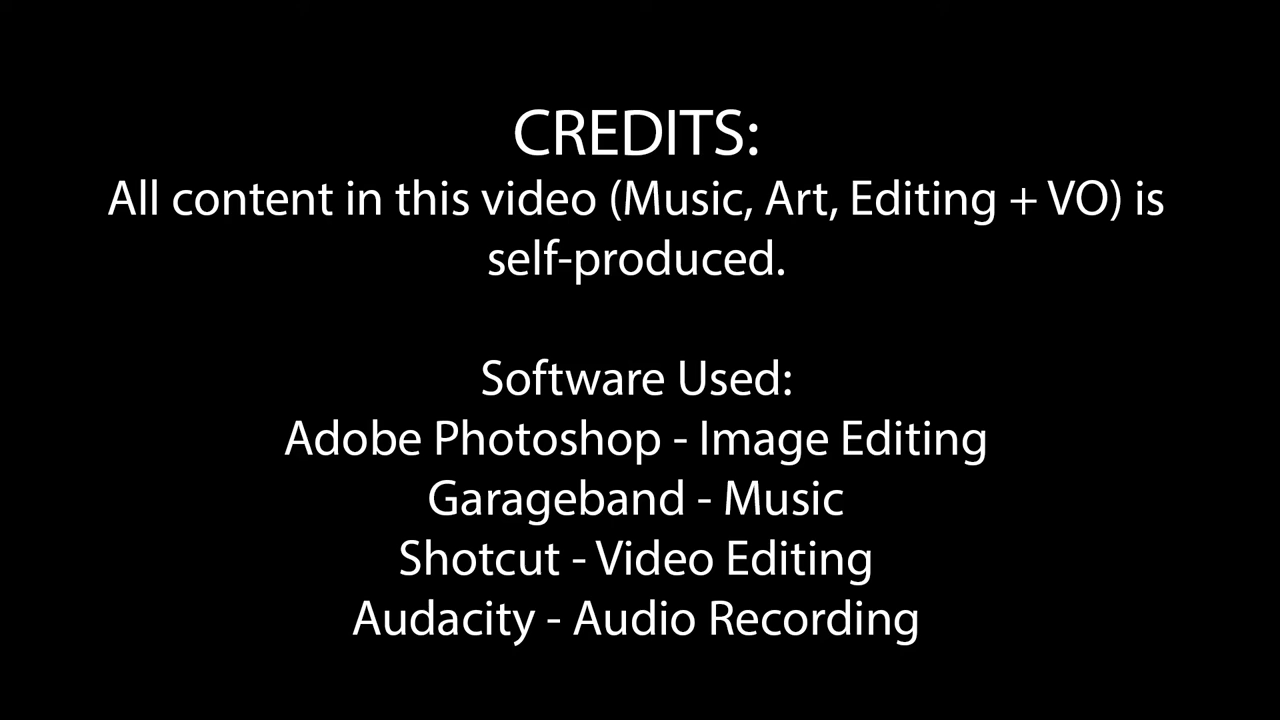 CREDITS:
All content in this video (Music, Art, Editing + VO) is
self-produced.
Software Used:
Adobe Photoshop - Image Editing
Garageband - Music
Shotcut - Video Editing
Audacity - Audio Recording